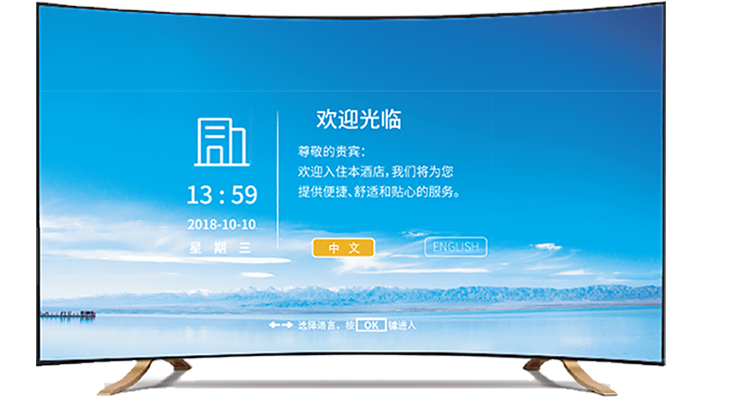 欢迎光临
尊敬的贵宾：
欢迎入住本酒店，我们将为您
提供便捷、舒适和贴心的服务。
13:59
2018-10-10
星 期 三
中 文
ENGLISH
选择语言，按 OK 键进入